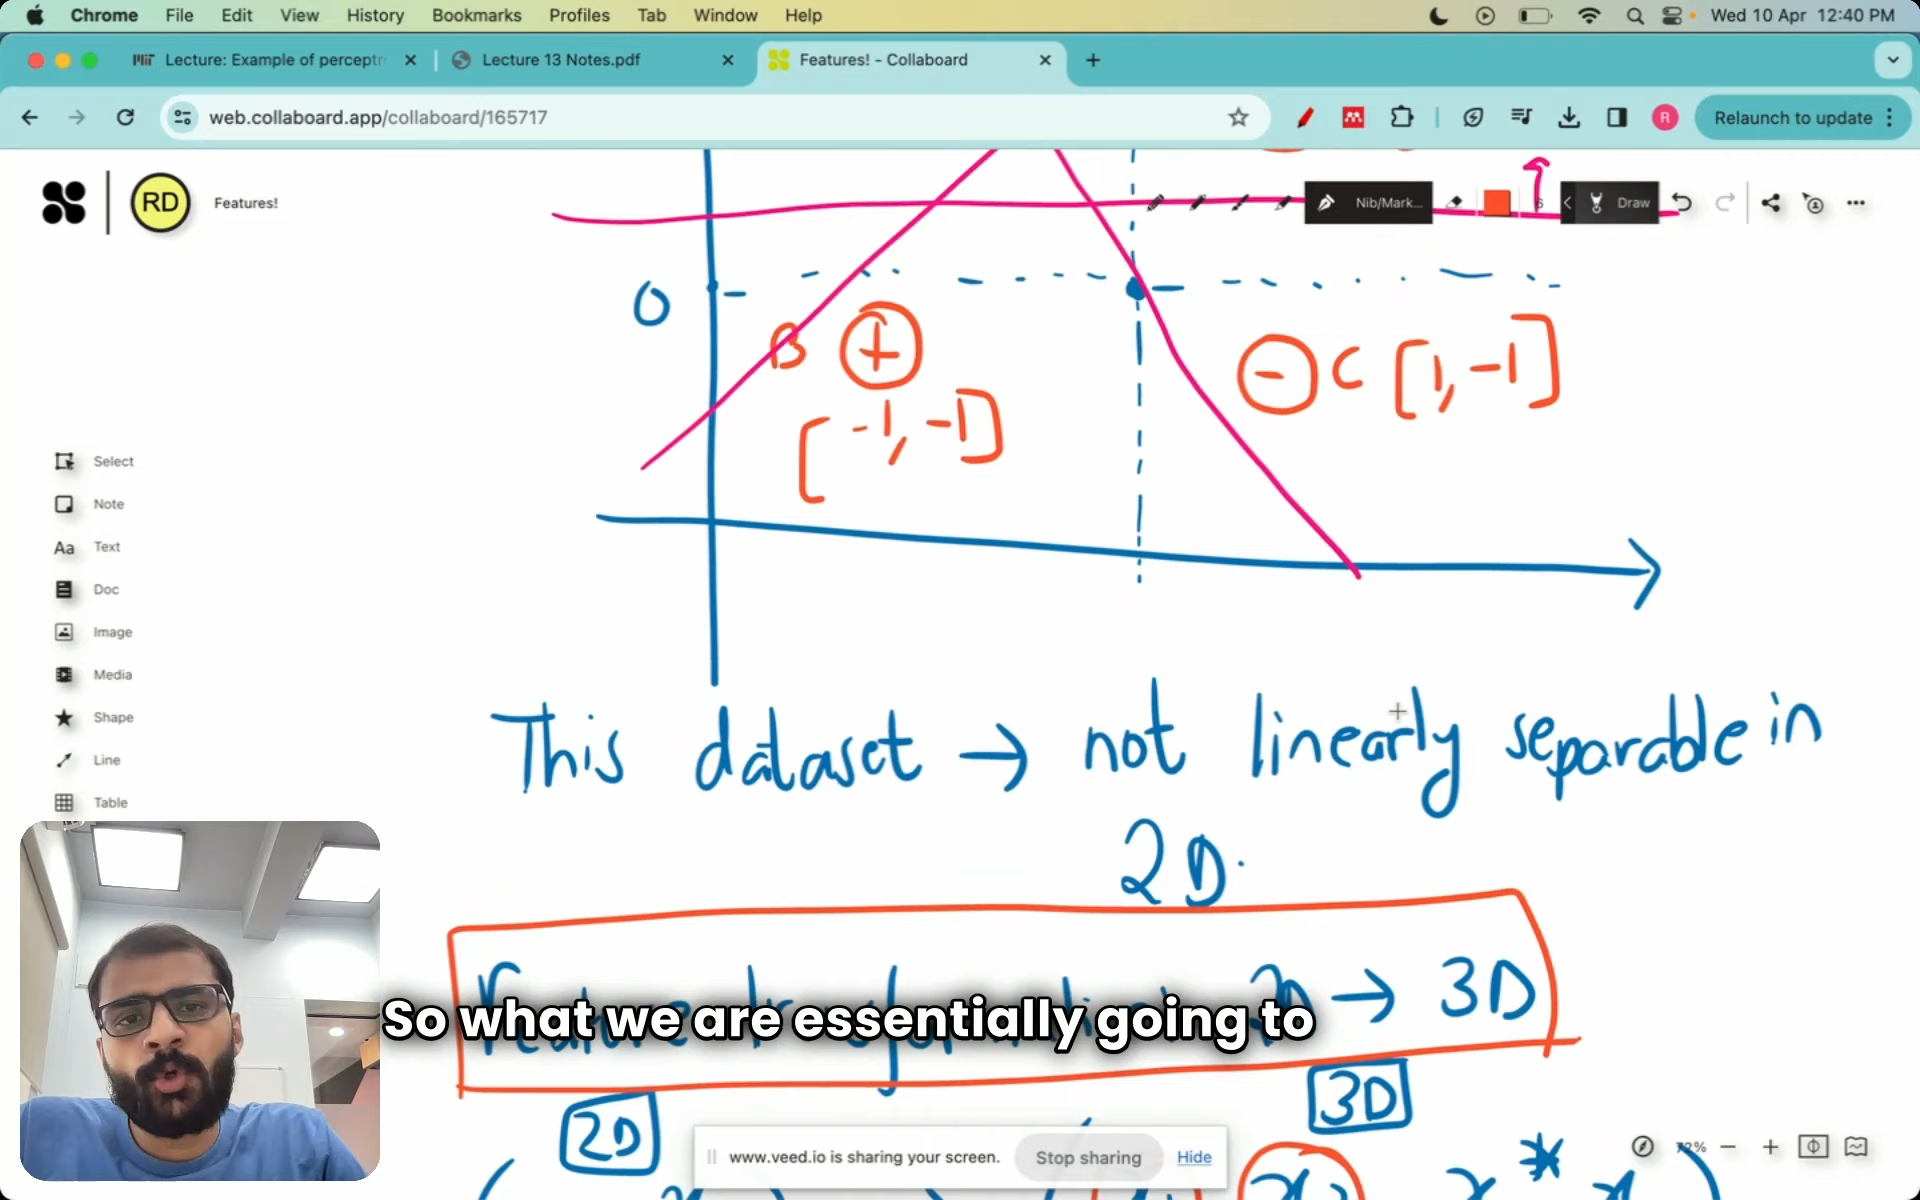 Chrome File Edit View History Bookmarks Profiles Tab Window Help Wed 10 Apr 12:40 PM
MIT Lecture: Example of perceptr Lecture 13 Notes.pdf Features! - Collaboard
web.collaboard.app/collaboard/165717 R Relaunch to update
RD Features! Nib/Mark... 6 Draw
0
B + - C [1, -1]
[-1, -1]
Select
Note
Text
Doc
Image
Media
Shape
Line
Table
This dataset → not linearly separable in
2D.
→ 3D
So what we are essentially going to
2D 3D
www.veed.io is sharing your screen. Stop sharing Hide
72%